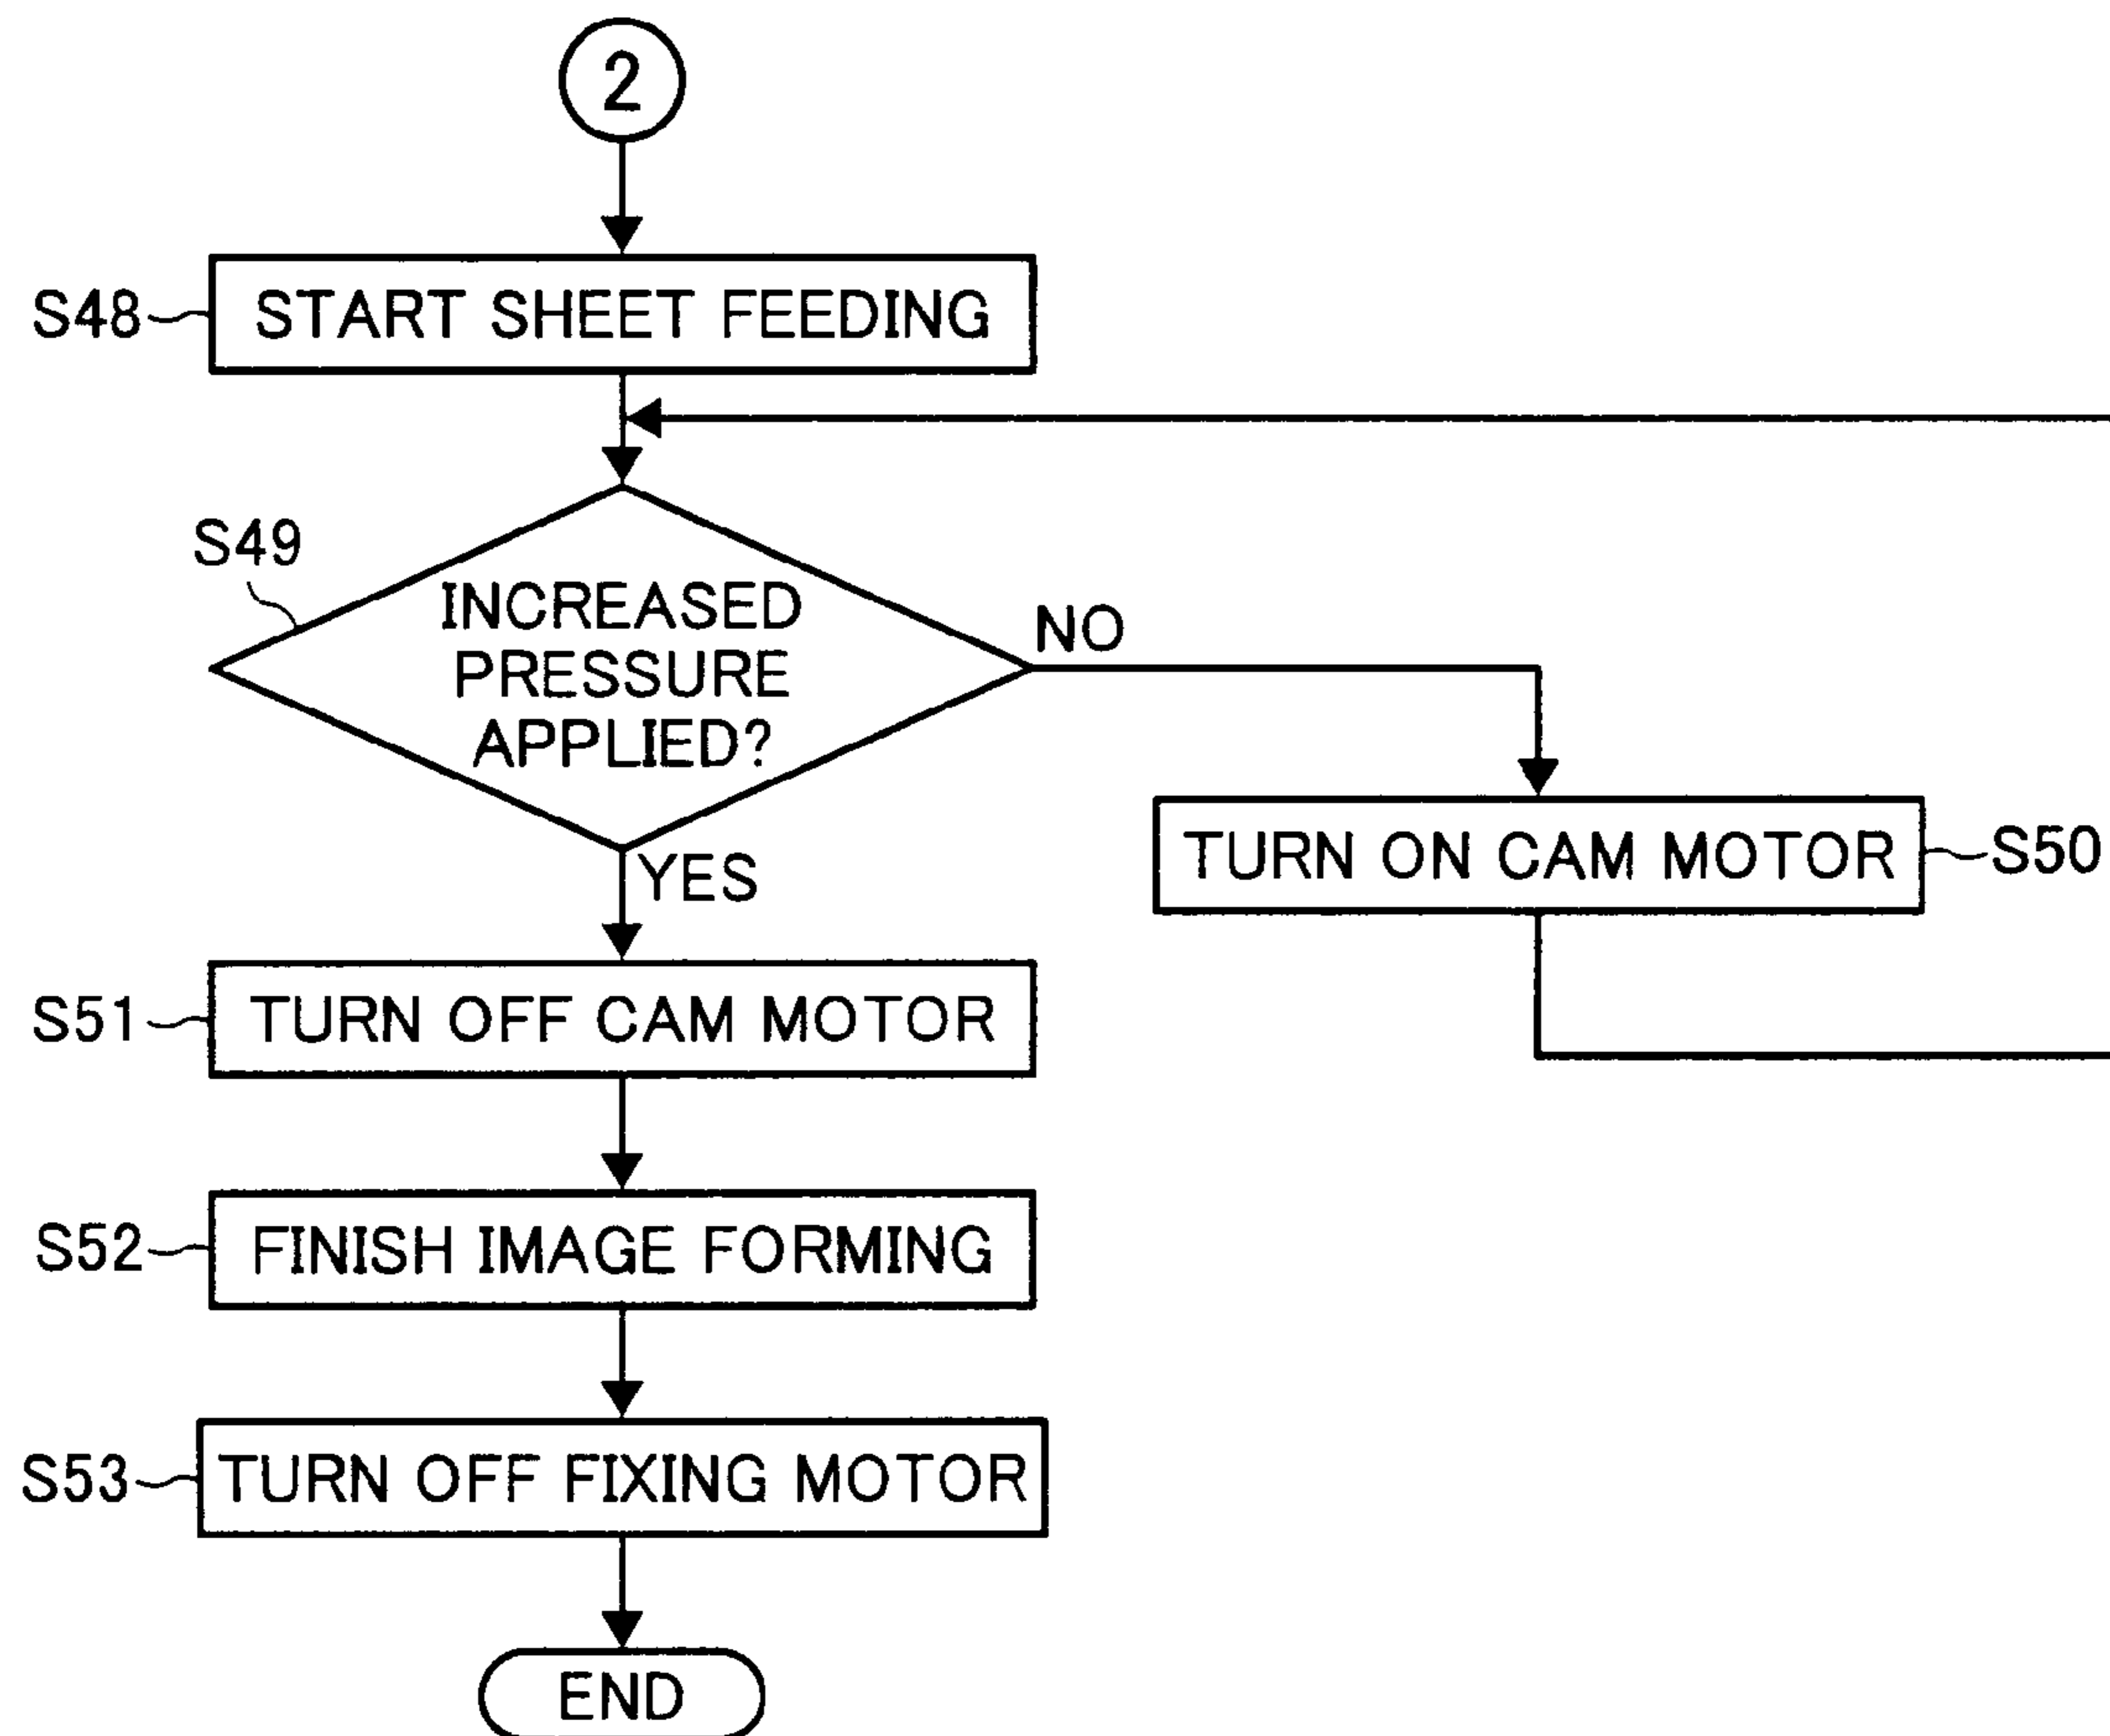 2
S48
START SHEET FEEDING
S49
INCREASED
PRESSURE
APPLIED?
NO
YES
TURN ON CAM MOTOR
S50
S51
TURN OFF CAM MOTOR
S52
FINISH IMAGE FORMING
S53
TURN OFF FIXING MOTOR
END